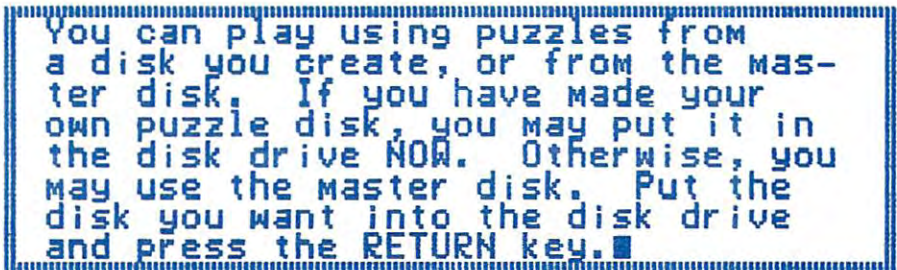 You can play using puzzles from
a disk you create, or from the mas-
ter disk. If you have made your
own puzzle disk, you may put it in
the disk drive NOW. Otherwise, you
may use the master disk. Put the
disk you want into the disk drive
and press the RETURN key.